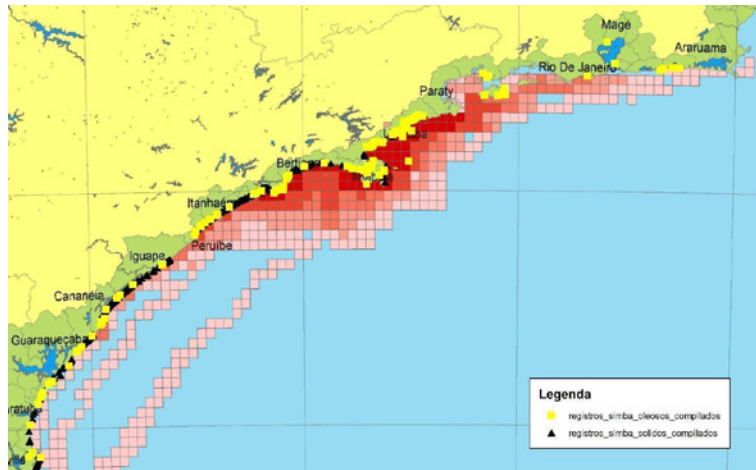 Magé
Araruama
Rio De Janeiro
Paraty
Bertioga
Itanhaém
Peruíbe
Iguape
Cananéia
Guaraqueçaba
Legenda
registros_simba_oleosos_compilados
registros_simba_solidos_compilados